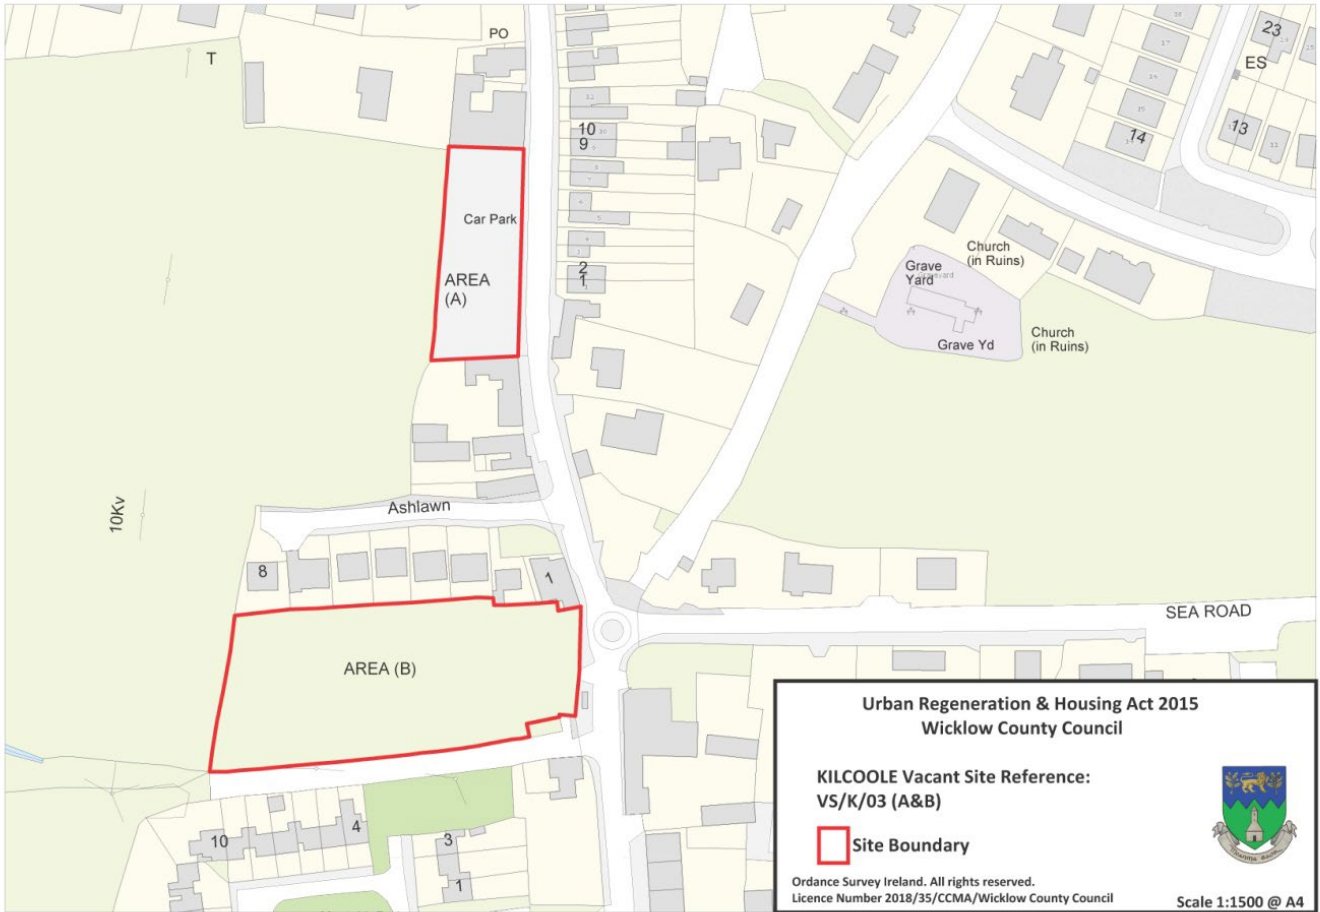 PO
T
23
ES
10
9
14
13
Car Park
Church
(in Ruins)
Grave
Yard
AREA
(A)
2
1
Grave Yd
Church
(in Ruins)
10Kv
Ashlawn
8
1
SEA ROAD
AREA (B)
4
10
3
1
Urban Regeneration & Housing Act 2015
Wicklow County Council
KILCOOLE Vacant Site Reference:
VS/K/03 (A&B)
Site Boundary
Ordance Survey Ireland. All rights reserved.
Licence Number 2018/35/CCMA/Wicklow County Council
Scale 1:1500 @ A4